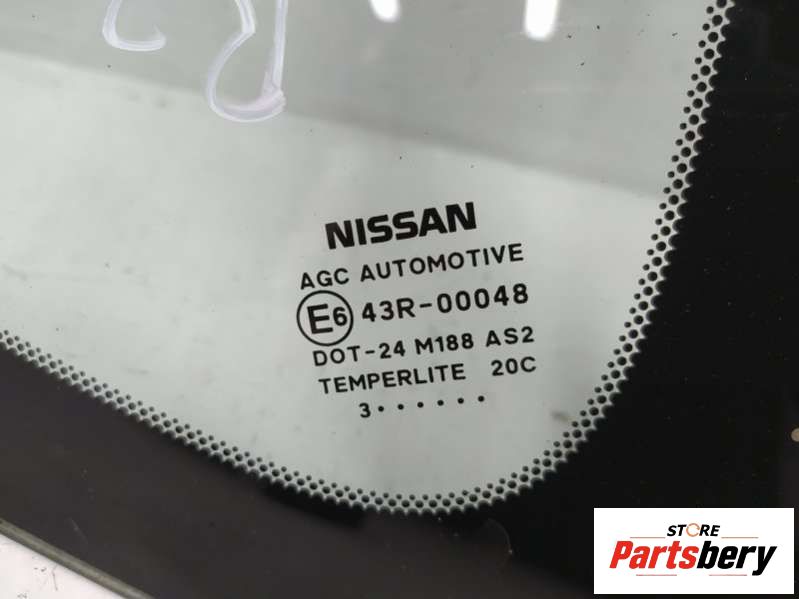 NISSAN
AGC AUTOMOTIVE
E6 43R-00048
DOT-24 M188 AS2
TEMPERLITE 20C
3••••••
STORE
Partsbery